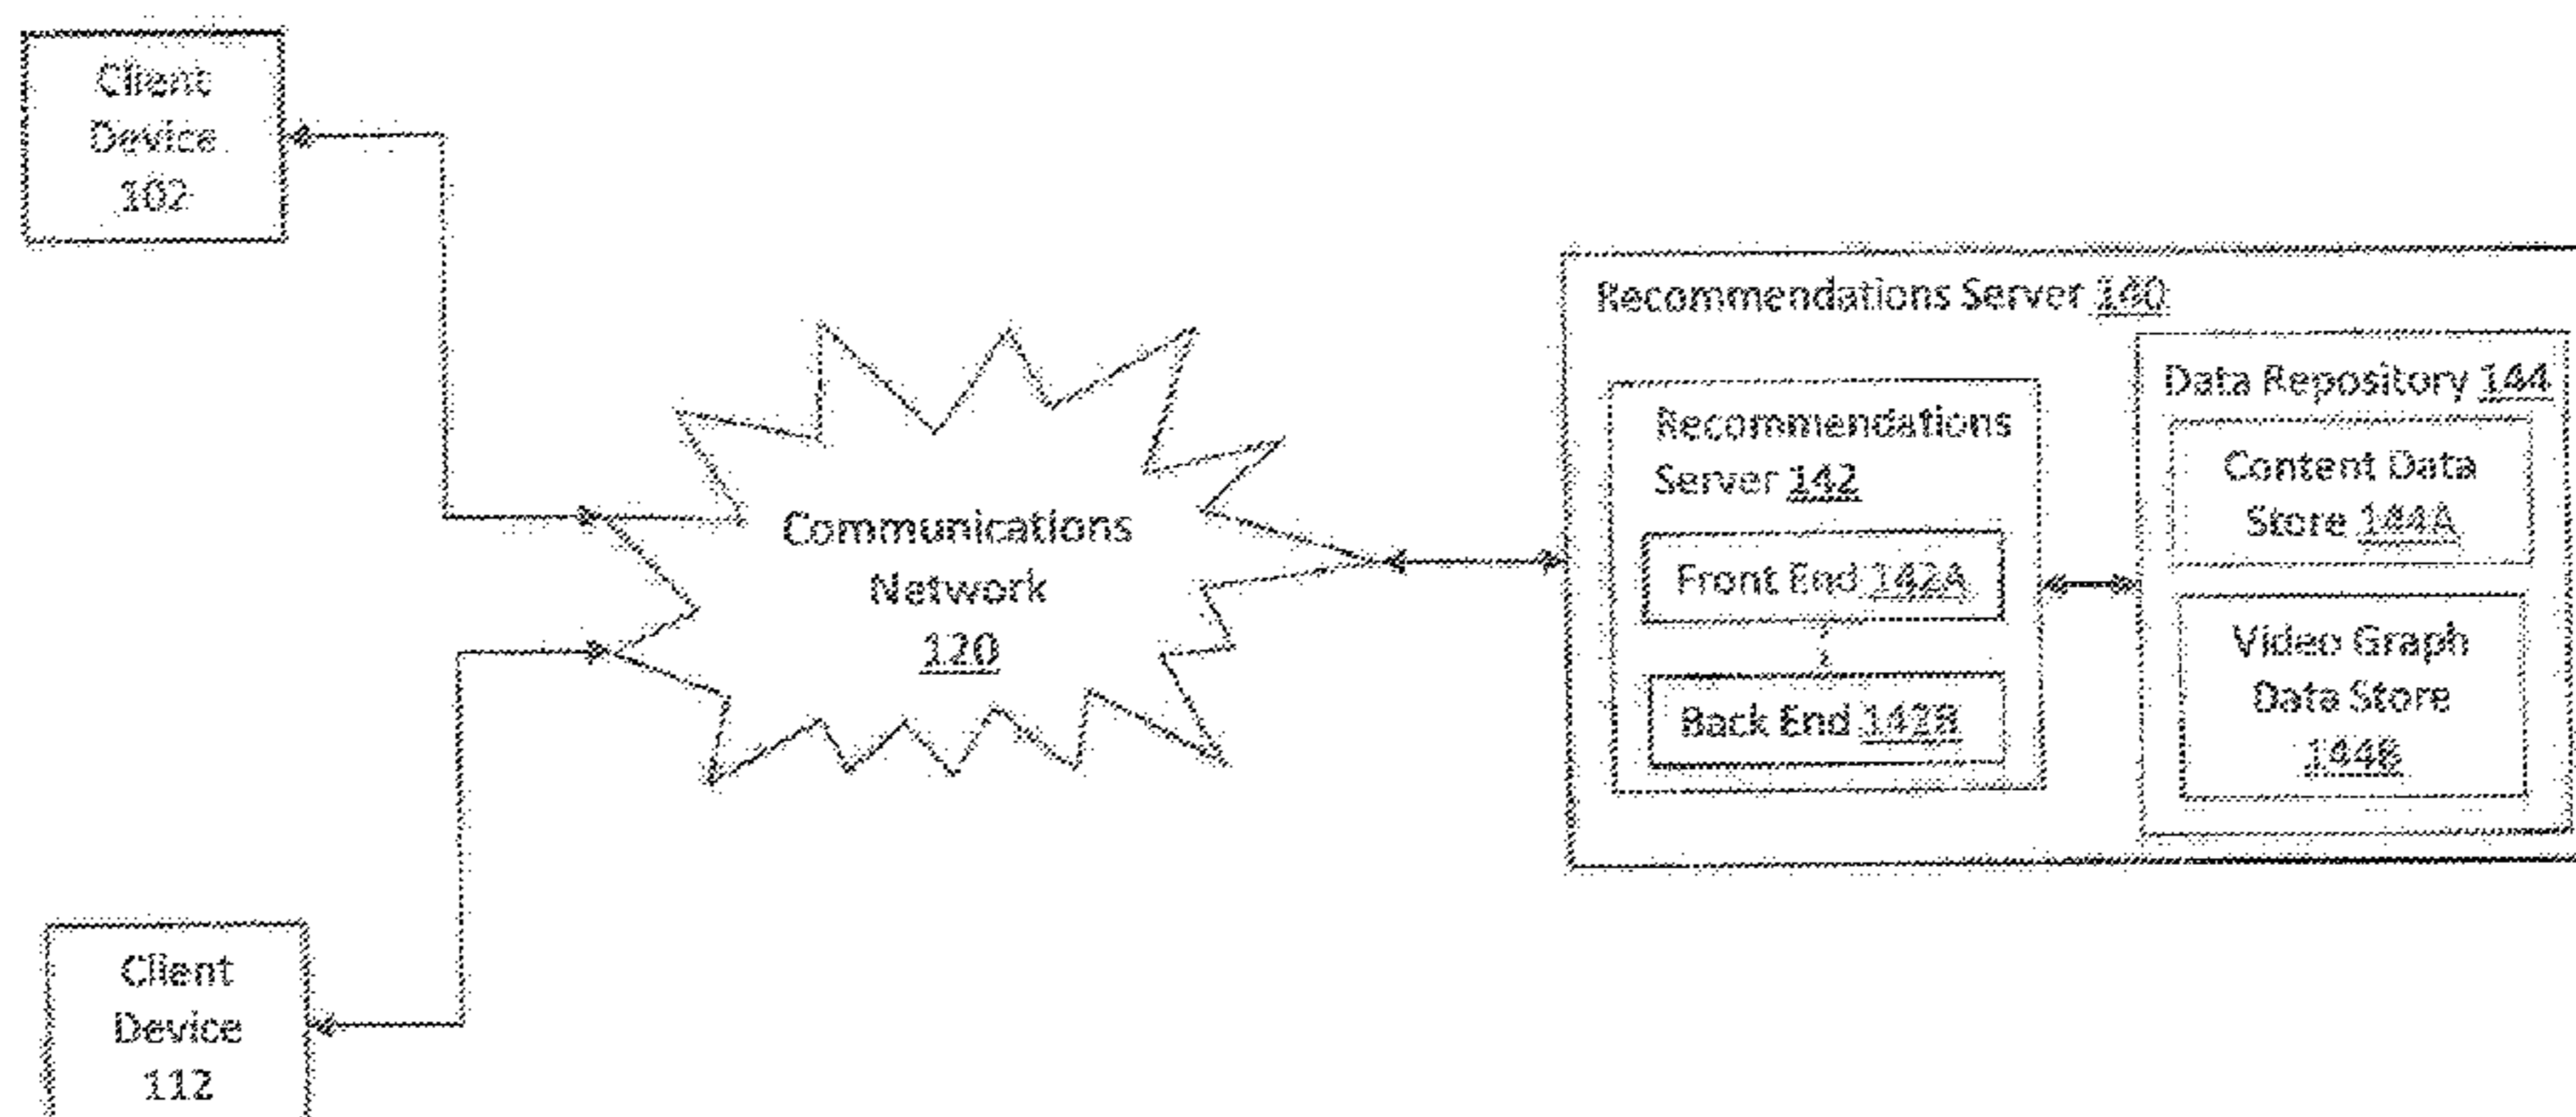 Client
Device
102
Communications
Network
120
Client
Device
112
Recommendations Server 140
Recommendations
Server 142
Front End 142A
Back End 142B
Data Repository 144
Content Data
Store 144A
Video Graph
Data Store
144B